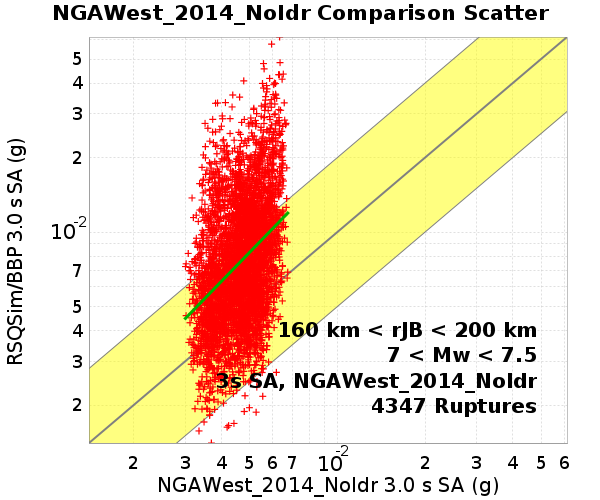 NGAWest_2014_NoIdr Comparison Scatter
RSQSim/BBP 3.0 s SA (g)
5
4
3
2
10-2
7
6
5
4
3
2
160 km < rJB < 200 km
7 < Mw < 7.5
3s SA, NGAWest_2014_NoIdr
4347 Ruptures
2 3 4 5 6 7 10-2 2 3 4 5 6
NGAWest_2014_NoIdr 3.0 s SA (g)